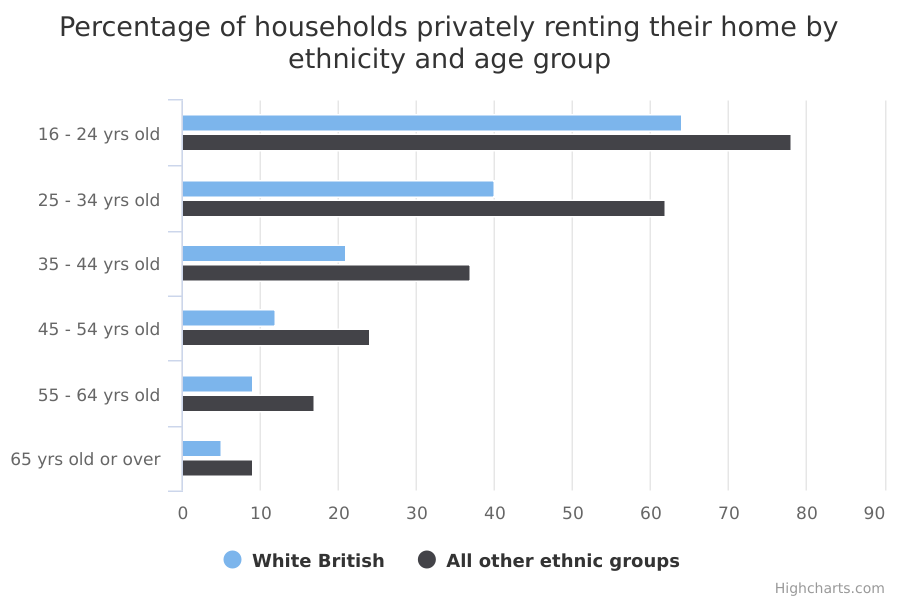 Percentage of households privately renting their home by
ethnicity and age group
16 - 24 yrs old
25 - 34 yrs old
35 - 44 yrs old
45 - 54 yrs old
55 - 64 yrs old
65 yrs old or over
0 10 20 30 40 50 60 70 80 90
White British All other ethnic groups
Highcharts.com